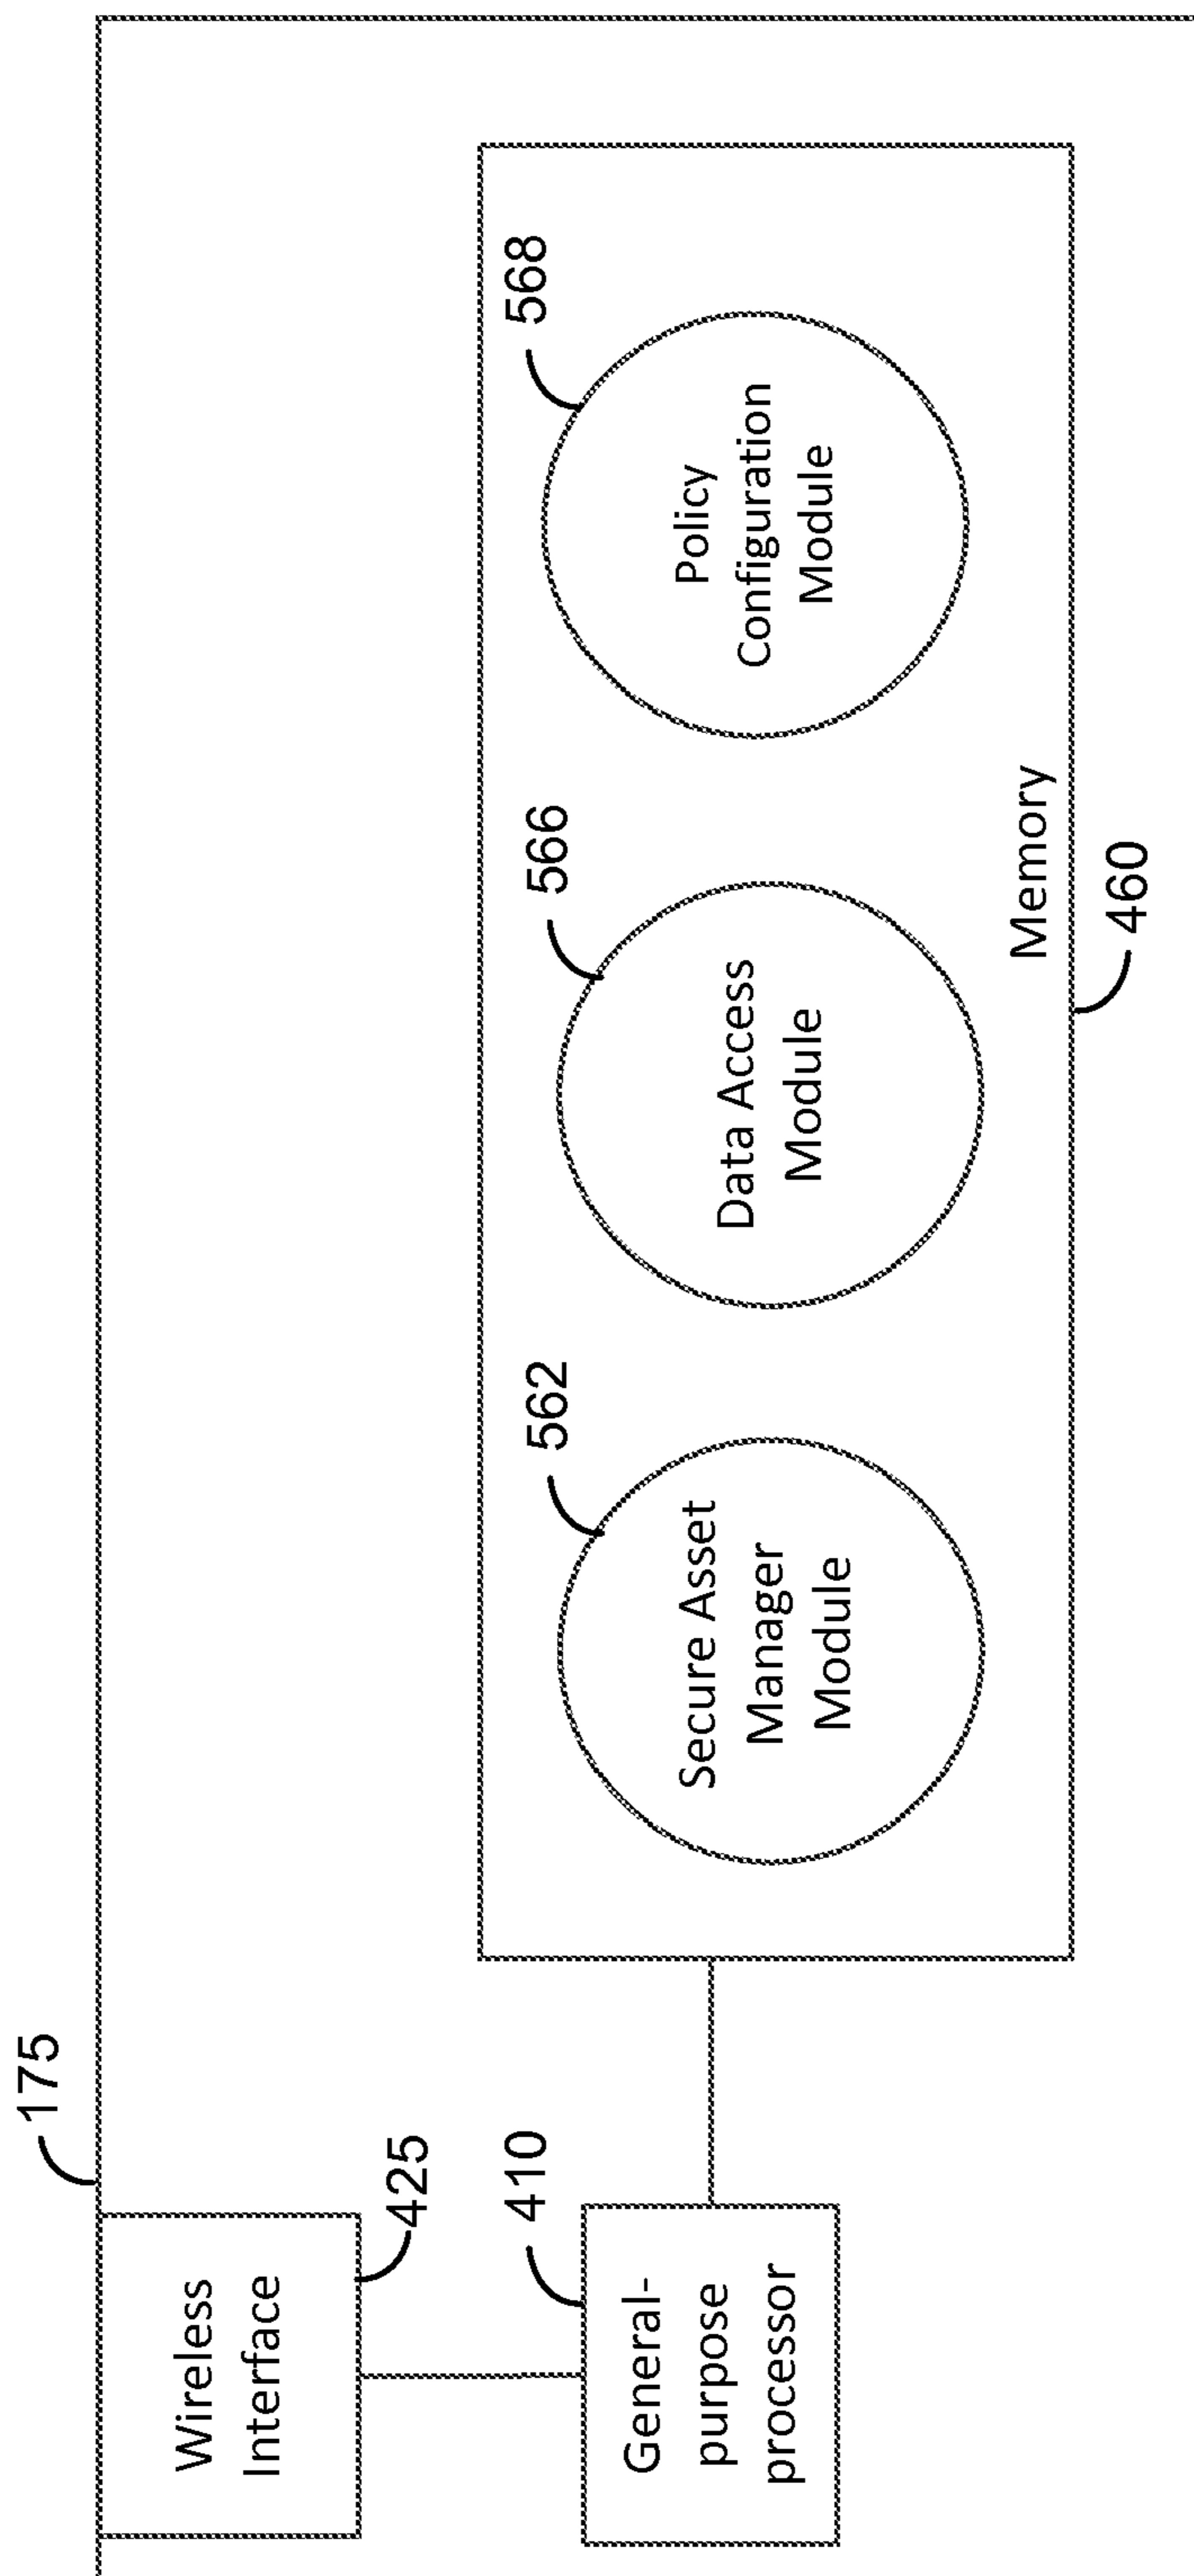 175
Wireless
Interface
425
410
General-
purpose
processor
562
Secure Asset
Manager
Module
566
Data Access
Module
568
Policy
Configuration
Module
Memory
460